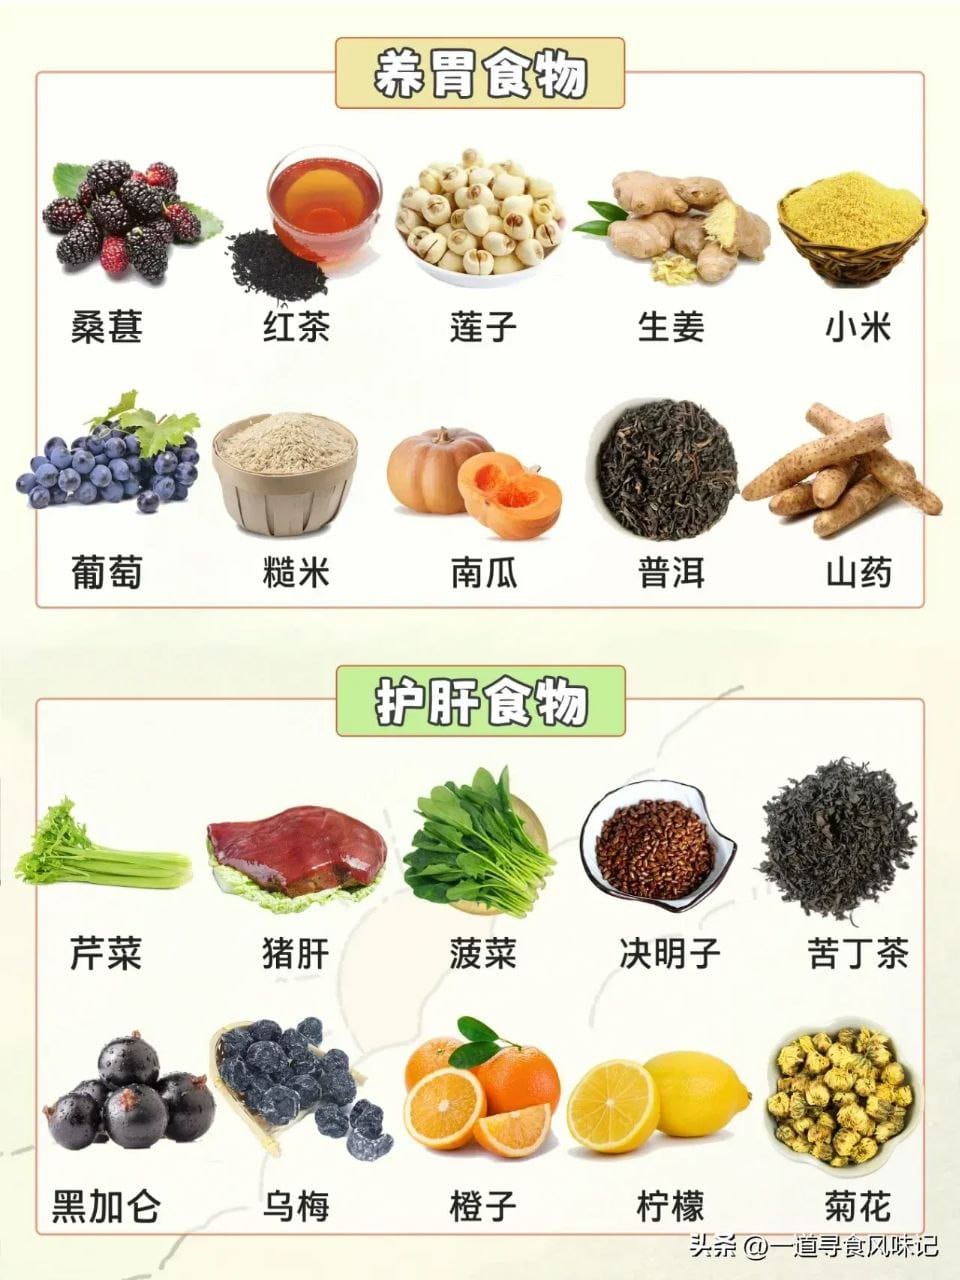 养胃食物
桑葚 红茶 莲子 生姜 小米
葡萄 糙米 南瓜 普洱 山药
护肝食物
芹菜 猪肝 菠菜 决明子 苦丁茶
黑加仑 乌梅 橙子 柠檬 菊花
头条 @一道寻食风味记